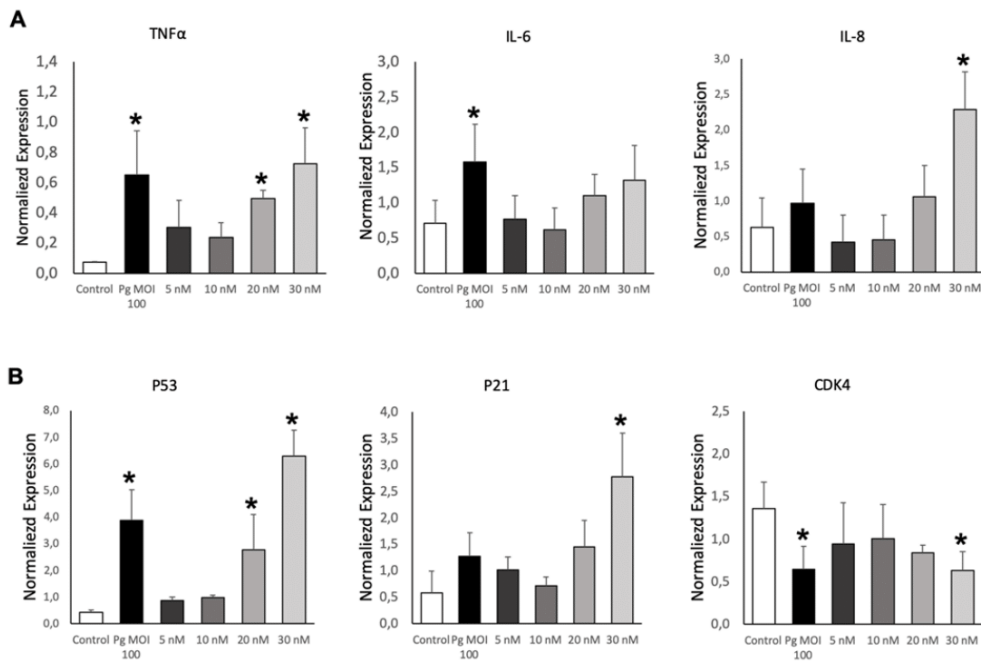 A
TNFα
IL-6
IL-8
Normaliezd Expression
1,4
1,2
1,0
0,8
0,6
0,4
0,2
0,0
*
*
*
Control Pg MOI 100 5 nM 10 nM 20 nM 30 nM
Normaliezd Expression
3,0
2,5
2,0
1,5
1,0
0,5
0,0
*
Control Pg MOI 100 5 nM 10 nM 20 nM 30 nM
Normaliezd Expression
3,0
2,5
2,0
1,5
1,0
0,5
0,0
*
Control Pg MOI 100 5 nM 10 nM 20 nM 30 nM
B
P53
P21
CDK4
Normaliezd Expression
8,0
7,0
6,0
5,0
4,0
3,0
2,0
1,0
0,0
*
*
*
Control Pg MOI 100 5 nM 10 nM 20 nM 30 nM
Normaliezd Expression
4,0
3,5
3,0
2,5
2,0
1,5
1,0
0,5
0,0
*
Control Pg MOI 100 5 nM 10 nM 20 nM 30 nM
Normaliezd Expression
2,5
2,0
1,5
1,0
0,5
0,0
*
*
Control Pg MOI 100 5 nM 10 nM 20 nM 30 nM